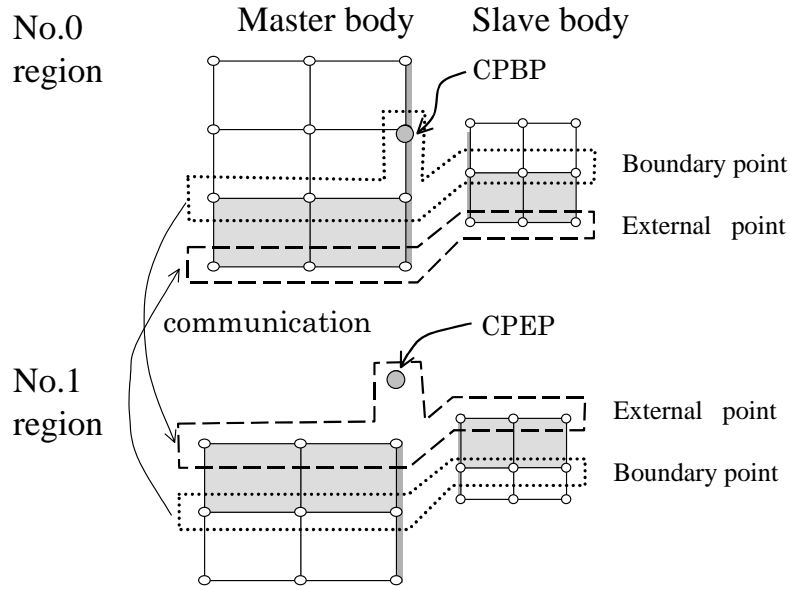 No.0
region
Master body
Slave body
CPBP
Boundary point
External point
communication
CPEP
No.1
region
External point
Boundary point